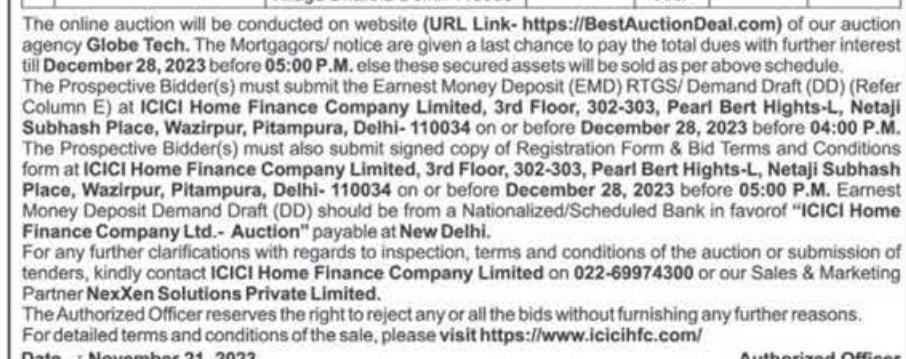 The online auction will be conducted on website (URL Link- https://BestAuctionDeal.com) of our auction
agency Globe Tech. The Mortgagors/ notice are given a last chance to pay the total dues with further interest
till December 28, 2023 before 05:00 P.M. else these secured assets will be sold as per above schedule.
The Prospective Bidder(s) must submit the Earnest Money Deposit (EMD) RTGS/ Demand Draft (DD) (Refer
Column E) at ICICI Home Finance Company Limited, 3rd Floor, 302-303, Pearl Bert Hights-L, Netaji
Subhash Place, Wazirpur, Pitampura, Delhi- 110034 on or before December 28, 2023 before 04:00 P.M.
The Prospective Bidder(s) must also submit signed copy of Registration Form & Bid Terms and Conditions
form at ICICI Home Finance Company Limited, 3rd Floor, 302-303, Pearl Bert Hights-L, Netaji Subhash
Place, Wazirpur, Pitampura, Delhi- 110034 on or before December 28, 2023 before 05:00 P.M. Earnest
Money Deposit Demand Draft (DD) should be from a Nationalized/Scheduled Bank in favorof "ICICI Home
Finance Company Ltd.- Auction" payable at New Delhi.
For any further clarifications with regards to inspection, terms and conditions of the auction or submission of
tenders, kindly contact ICICI Home Finance Company Limited on 022-69974300 or our Sales & Marketing
Partner NexXen Solutions Private Limited.
The Authorized Officer reserves the right to reject any or all the bids without furnishing any further reasons.
For detailed terms and conditions of the sale, please visit https://www.icicihfc.com/
Date : November 21, 2023 Authorized Officer